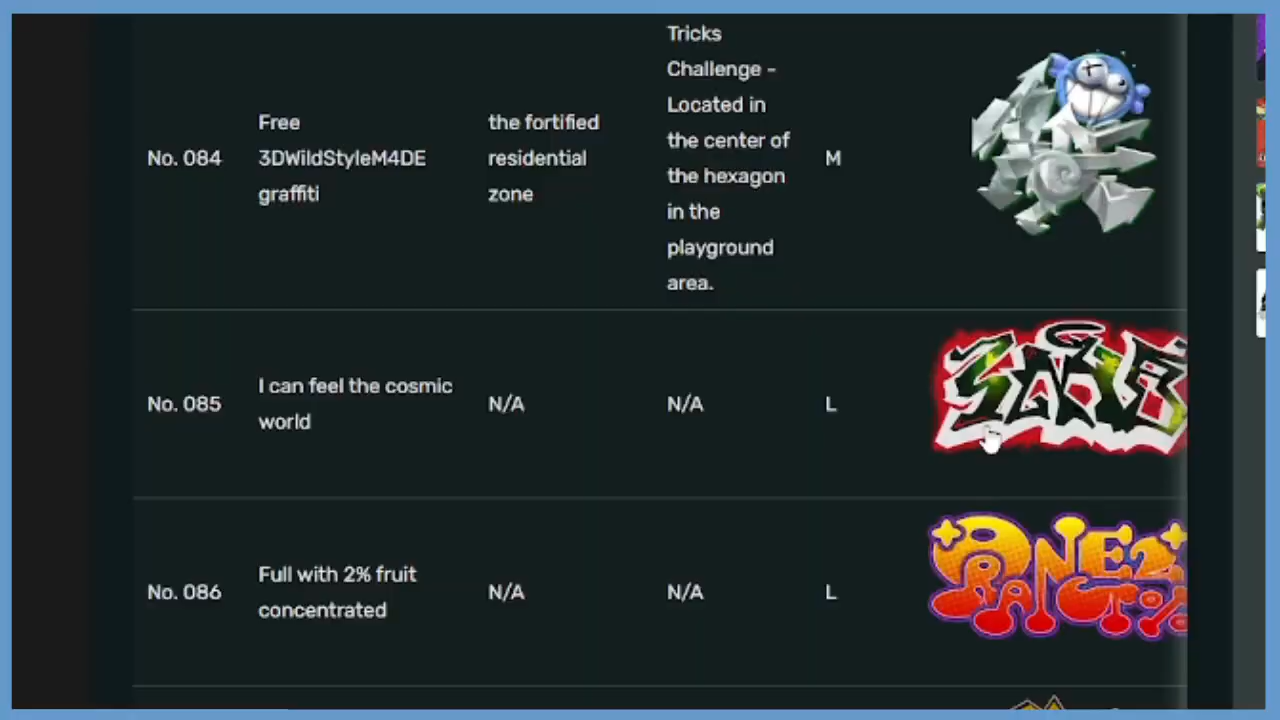 Tricks
Challenge -
Located in
the center of
the hexagon
in the
playground
area.
No. 084
Free
3DWildStyleM4DE
graffiti
the fortified
residential
zone
M
No. 085
I can feel the cosmic
world
N/A
N/A
L
No. 086
Full with 2% fruit
concentrated
N/A
N/A
L